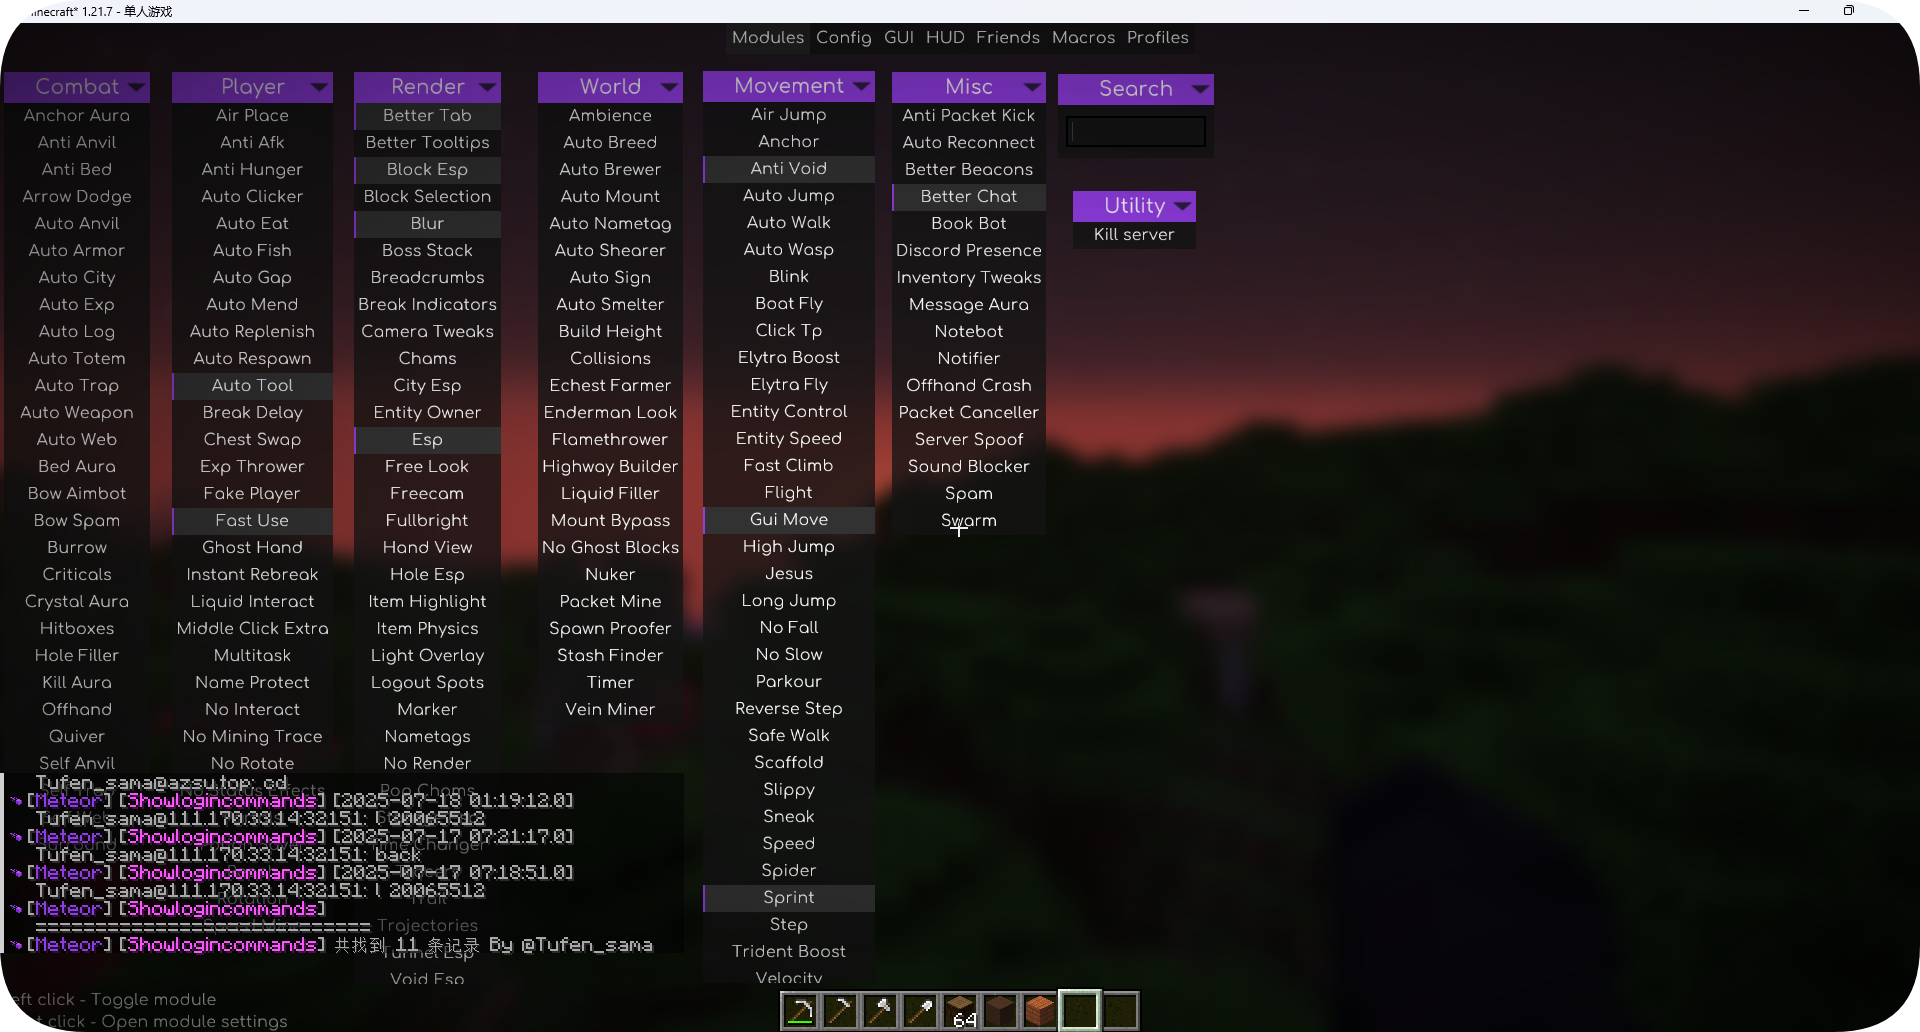 inecraft* 1.21.7 - 单人游戏
Modules Config GUI HUD Friends Macros Profiles
Combat
Anchor Aura
Anti Anvil
Anti Bed
Arrow Dodge
Auto Anvil
Auto Armor
Auto City
Auto Exp
Auto Log
Auto Totem
Auto Trap
Auto Weapon
Auto Web
Bed Aura
Bow Aimbot
Bow Spam
Burrow
Criticals
Crystal Aura
Hitboxes
Hole Filler
Kill Aura
Offhand
Quiver
Self Anvil
Player
Air Place
Anti Afk
Anti Hunger
Auto Clicker
Auto Eat
Auto Fish
Auto Gap
Auto Mend
Auto Replenish
Auto Respawn
Auto Tool
Break Delay
Chest Swap
Exp Thrower
Fake Player
Fast Use
Ghost Hand
Instant Rebreak
Liquid Interact
Middle Click Extra
Multitask
Name Protect
No Interact
No Mining Trace
No Rotate
No Status Effects
Rotation
Render
Better Tab
Better Tooltips
Block Esp
Block Selection
Blur
Boss Stack
Breadcrumbs
Break Indicators
Camera Tweaks
Chams
City Esp
Entity Owner
Esp
Free Look
Freecam
Fullbright
Hand View
Hole Esp
Item Highlight
Item Physics
Light Overlay
Logout Spots
Marker
Nametags
No Render
Pop Chams
Time Changer
Trail
Trajectories
Tunnel Esp
Void Esp
World
Ambience
Auto Breed
Auto Brewer
Auto Mount
Auto Nametag
Auto Shearer
Auto Sign
Auto Smelter
Build Height
Collisions
Echest Farmer
Enderman Look
Flamethrower
Highway Builder
Liquid Filler
Mount Bypass
No Ghost Blocks
Nuker
Packet Mine
Spawn Proofer
Stash Finder
Timer
Vein Miner
Movement
Air Jump
Anchor
Anti Void
Auto Jump
Auto Walk
Auto Wasp
Blink
Boat Fly
Click Tp
Elytra Boost
Elytra Fly
Entity Control
Entity Speed
Fast Climb
Flight
Gui Move
High Jump
Jesus
Long Jump
No Fall
No Slow
Parkour
Reverse Step
Safe Walk
Scaffold
Slippy
Sneak
Speed
Spider
Sprint
Step
Trident Boost
Velocity
Misc
Anti Packet Kick
Auto Reconnect
Better Beacons
Better Chat
Book Bot
Discord Presence
Inventory Tweaks
Message Aura
Notebot
Notifier
Offhand Crash
Packet Canceller
Server Spoof
Sound Blocker
Spam
Swarm
Search
Utility
Kill server
Tufen_sama@azsu.top: cd
[Meteor] [Showlogincommands] [2025-07-18 01:19:12.0]
Tufen_sama@111.170.33.14:32151: l 20065512
[Meteor] [Showlogincommands] [2025-07-17 07:21:17.0]
Tufen_sama@111.170.33.14:32151: back
[Meteor] [Showlogincommands] [2025-07-17 07:18:51.0]
Tufen_sama@111.170.33.14:32151: l 20065512
[Meteor] [Showlogincommands]
============================
[Meteor] [Showlogincommands] 共找到 11 条记录 By @Tufen_sama
eft click - Toggle module
t click - Open module settings
64